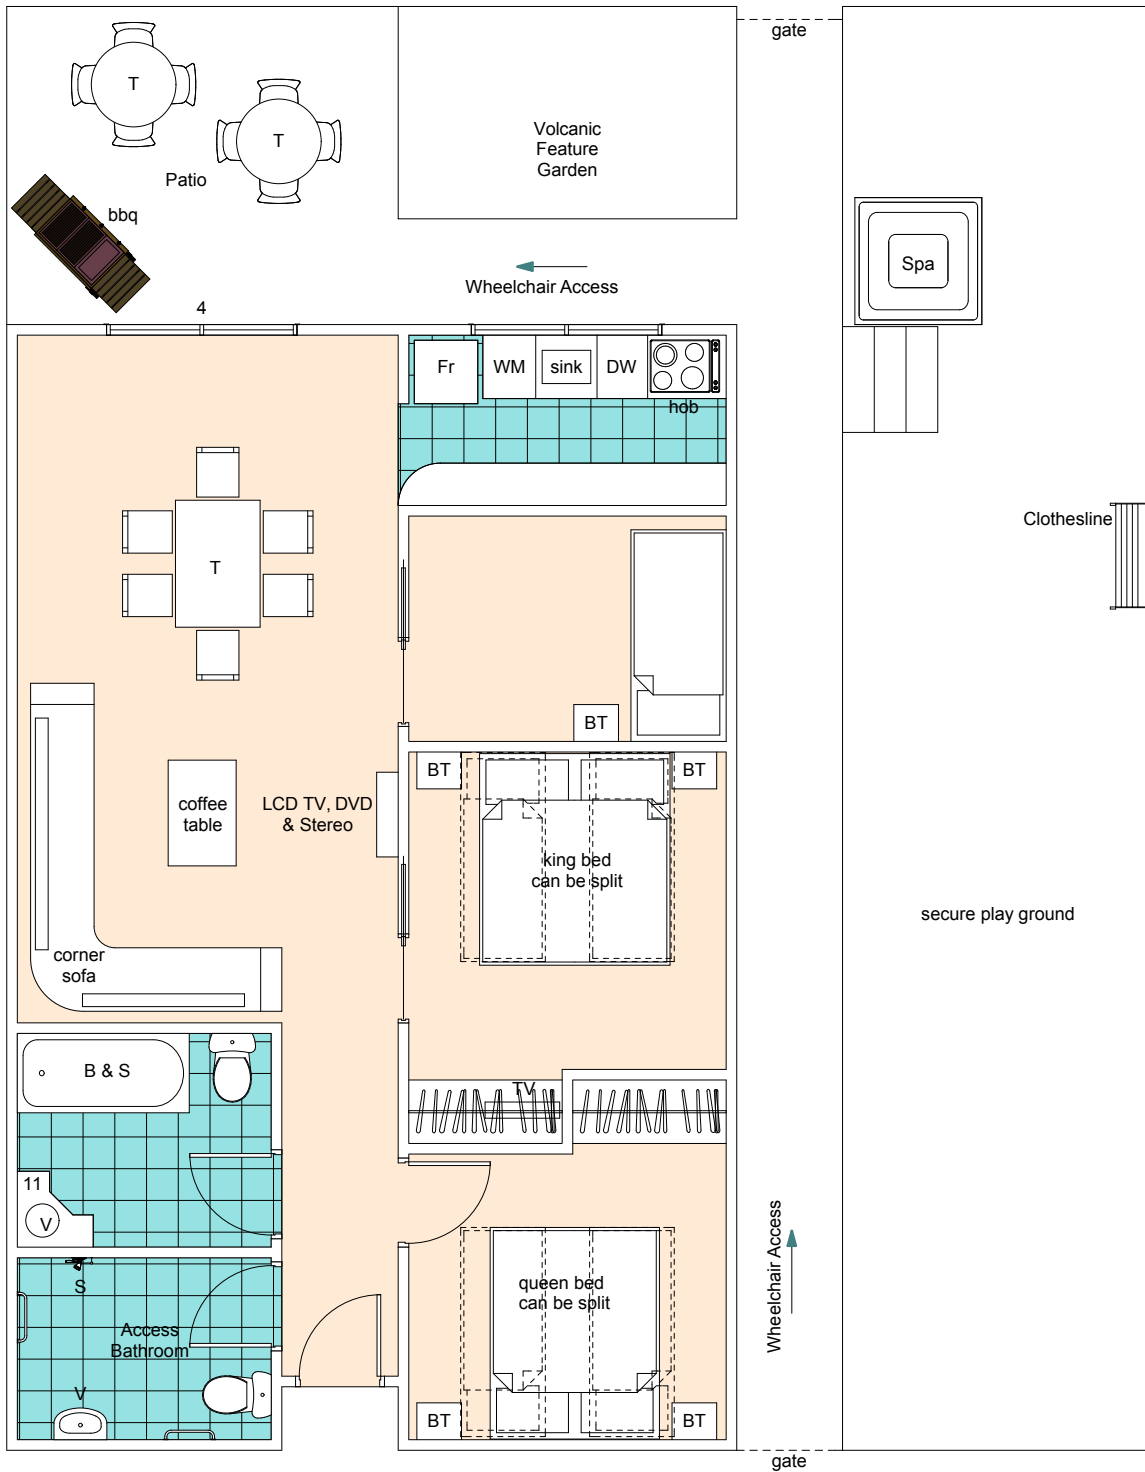 gate
T
T
Volcanic
Feature
Garden
Patio
bbq
Spa
Wheelchair Access
4
Fr
WM
sink
DW
hob
Clothesline
T
BT
BT
BT
coffee
table
LCD TV, DVD
& Stereo
king bed
can be split
secure play ground
corner
sofa
B & S
TV
11
V
S
Access
Bathroom
V
queen bed
can be split
Wheelchair Access
BT
BT
gate